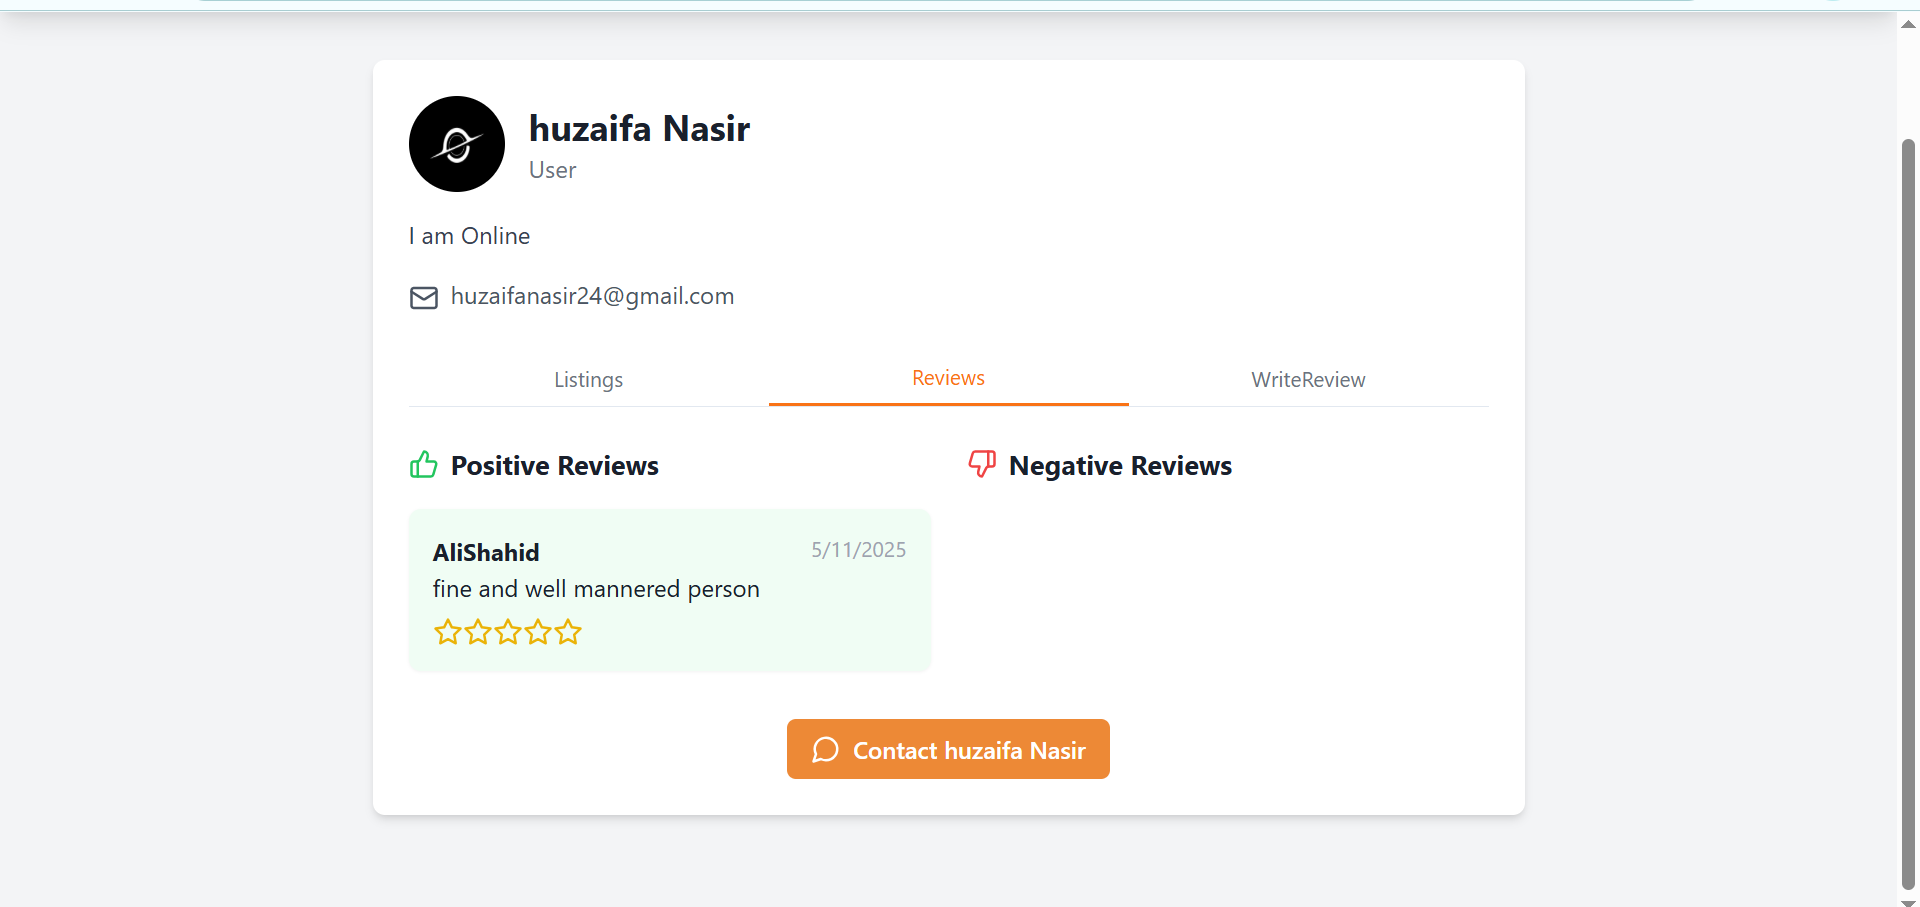 huzaifa Nasir
User
I am Online
huzaifanasir24@gmail.com
Listings
Reviews
WriteReview
Positive Reviews
Negative Reviews
AliShahid
5/11/2025
fine and well mannered person
Contact huzaifa Nasir